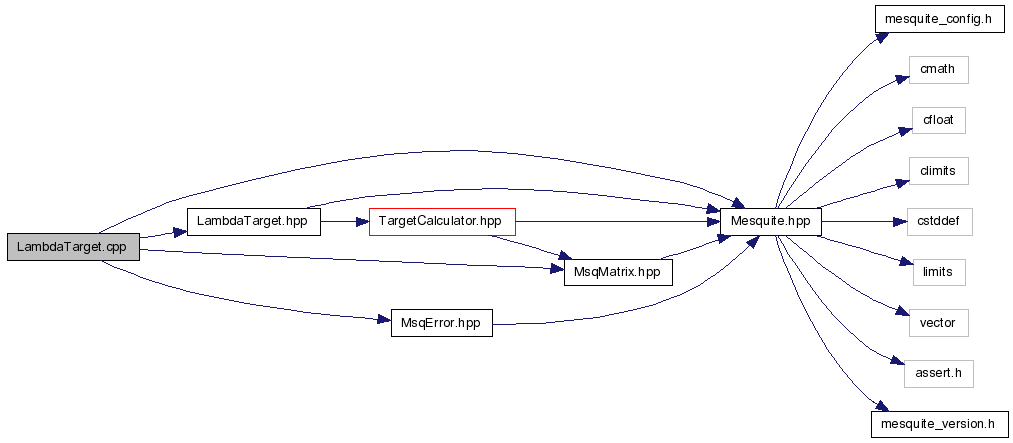 mesquite_config.h
cmath
cfloat
climits
LambdaTarget.hpp
TargetCalculator.hpp
Mesquite.hpp
cstddef
LambdaTarget.cpp
MsqMatrix.hpp
limits
MsqError.hpp
vector
assert.h
mesquite_version.h